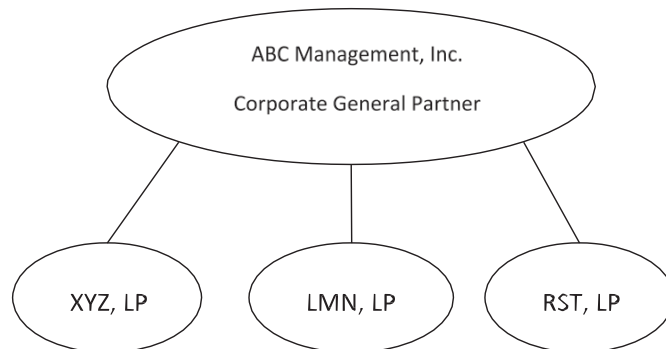 ABC Management, Inc.
Corporate General Partner
XYZ, LP
LMN, LP
RST, LP